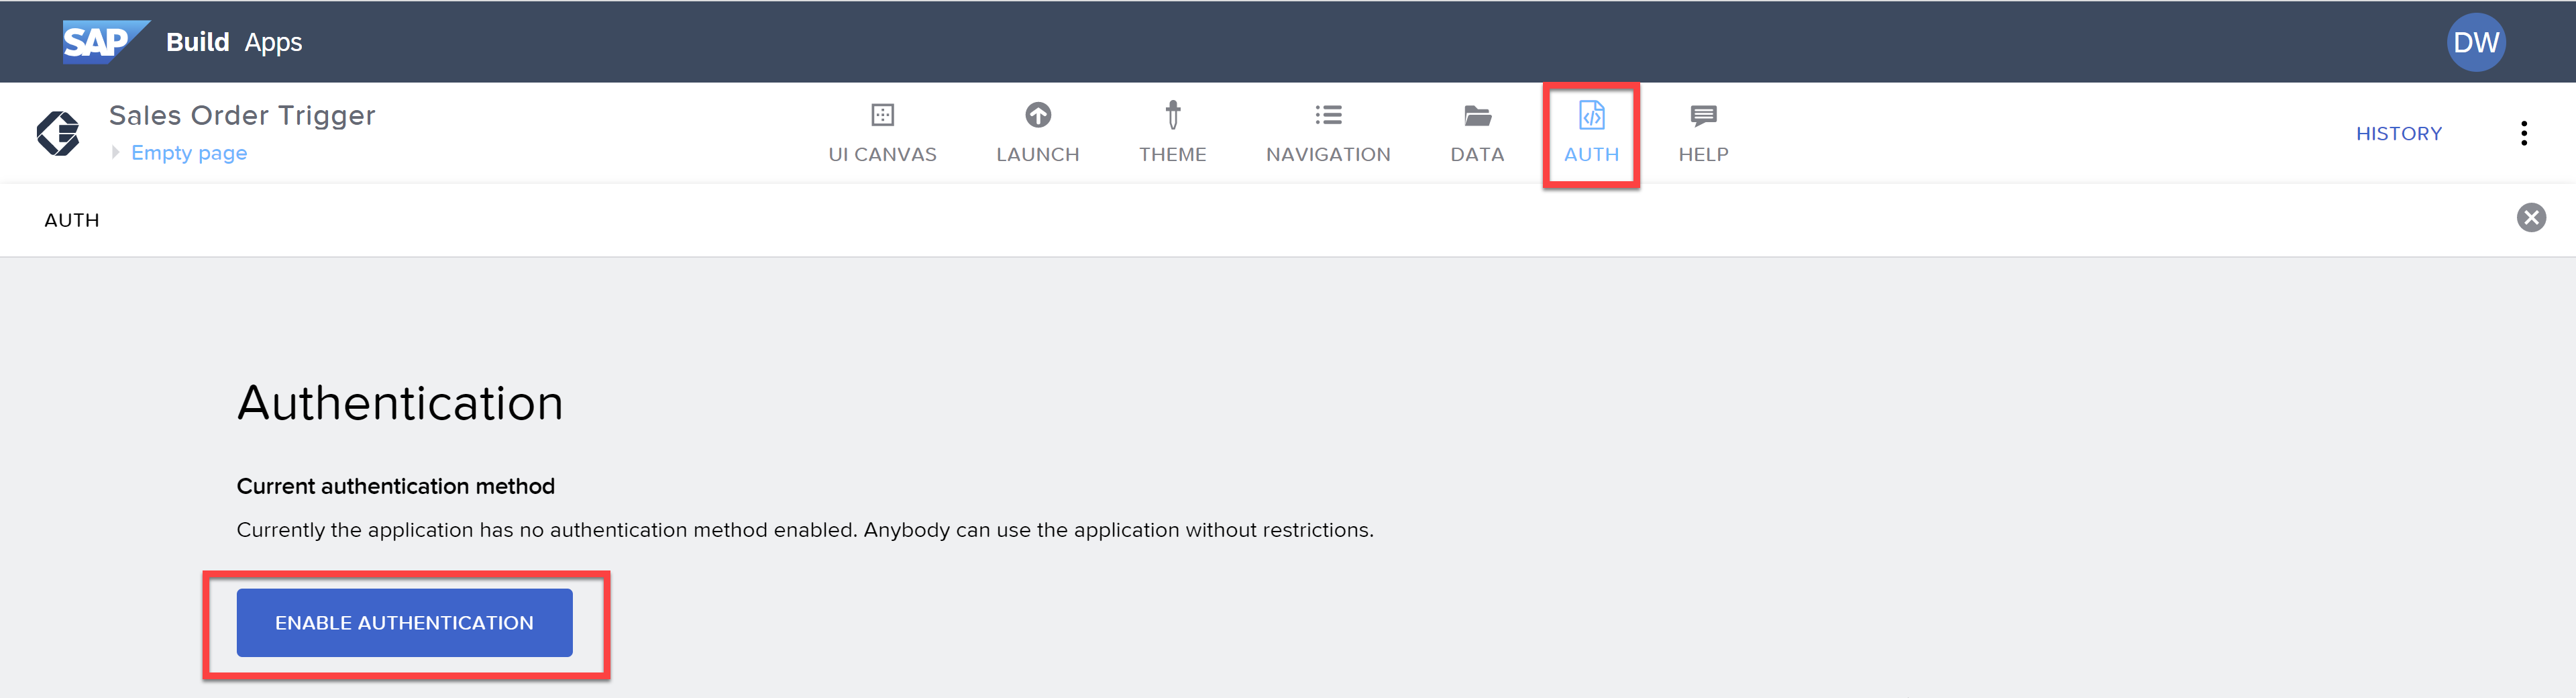 SAP Build Apps
DW
Sales Order Trigger
Empty page
UI CANVAS
LAUNCH
THEME
NAVIGATION
DATA
AUTH
HELP
HISTORY
AUTH
Authentication
Current authentication method
Currently the application has no authentication method enabled. Anybody can use the application without restrictions.
ENABLE AUTHENTICATION